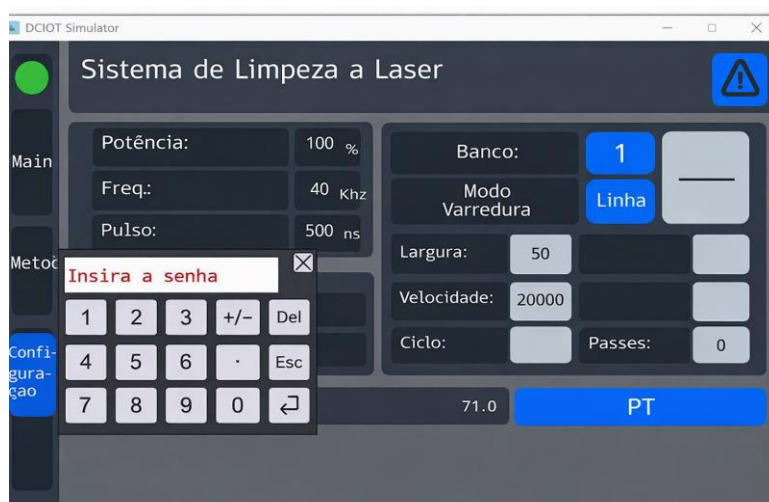 DCIOT Simulator
Sistema de Limpeza a Laser
Main
Potência: 100 %
Freq.: 40 Khz
Pulso: 500 ns
Banco: 1
Modo
Varredura
Linha
Largura: 50
Velocidade: 20000
Ciclo:
Passes: 0
Metoc
Confi-
gura-
çao
Insira a senha
1 2 3 +/- Del
4 5 6 . Esc
7 8 9 0
71.0
PT